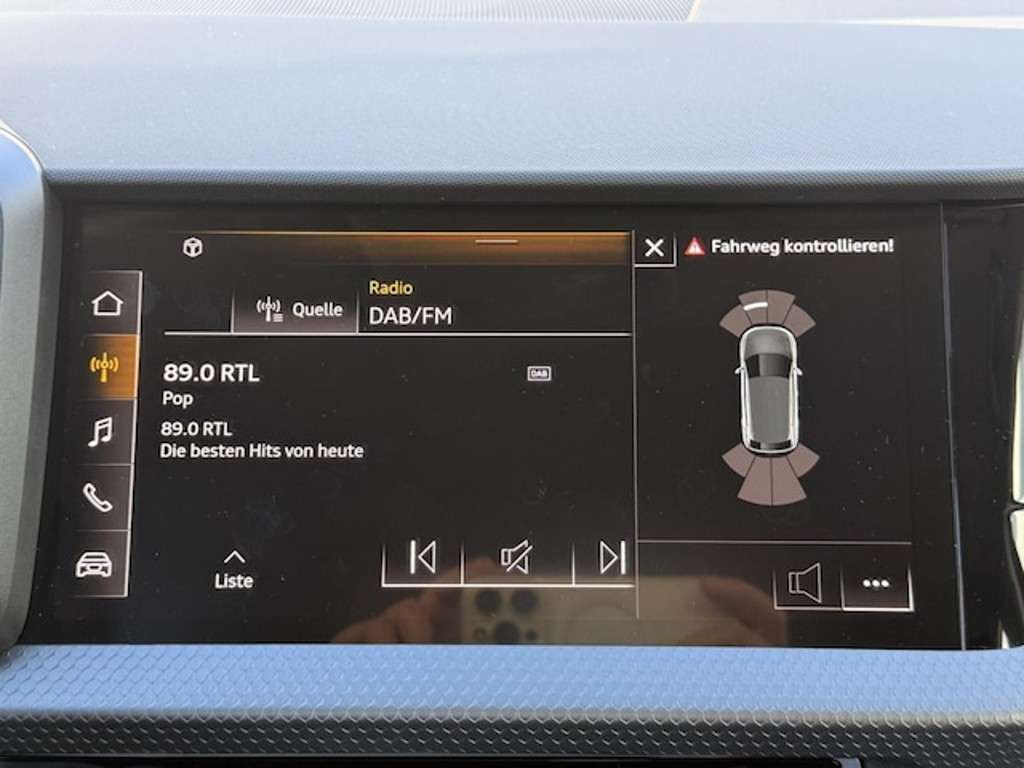 Fahrweg kontrollieren!
Radio
Quelle
DAB/FM
89.0 RTL
DAB
Pop
89.0 RTL
Die besten Hits von heute
Liste